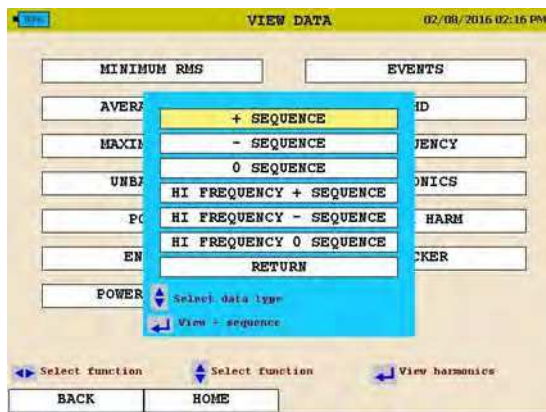 VIEW DATA
02/08/2016 02:16 PM
MINIMUM RMS
EVENTS
AVERA
HD
MAXIM
UENCY
UNBA
ONICS
PO
HARM
EN
CKER
POWER
+ SEQUENCE
- SEQUENCE
0 SEQUENCE
HI FREQUENCY + SEQUENCE
HI FREQUENCY - SEQUENCE
HI FREQUENCY 0 SEQUENCE
RETURN
Select data type
View + sequence
Select function
Select function
View harmonics
BACK
HOME